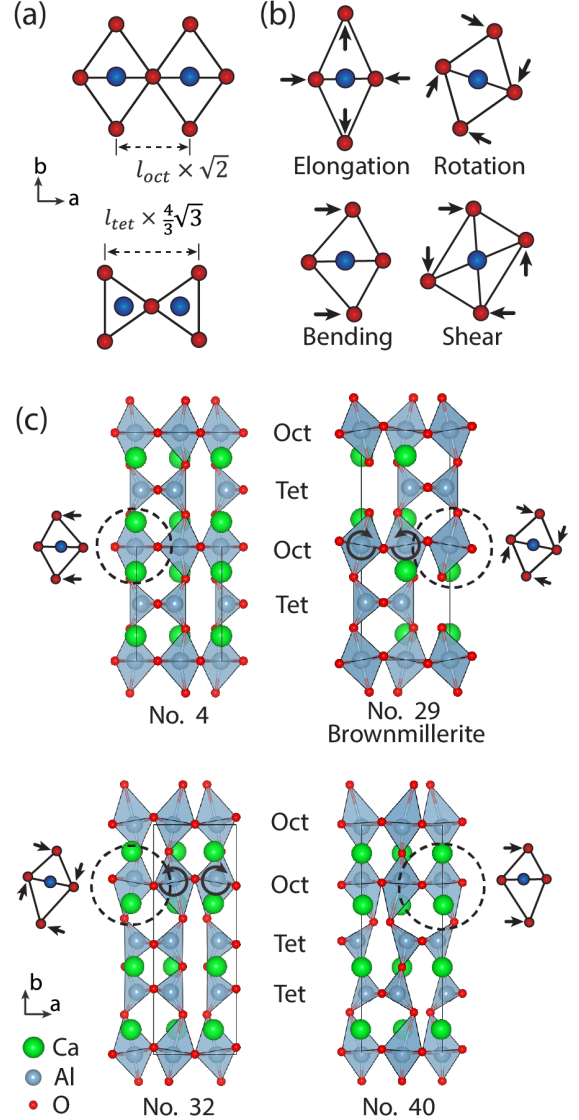 (a)
l_oct × √2
b
a
l_tet × 4/3 √3
(b)
Elongation
Rotation
Bending
Shear
(c)
Oct
Tet
Oct
Tet
No. 4
No. 29
Brownmillerite
Oct
Oct
Tet
Tet
b
a
Ca
Al
O
No. 32
No. 40